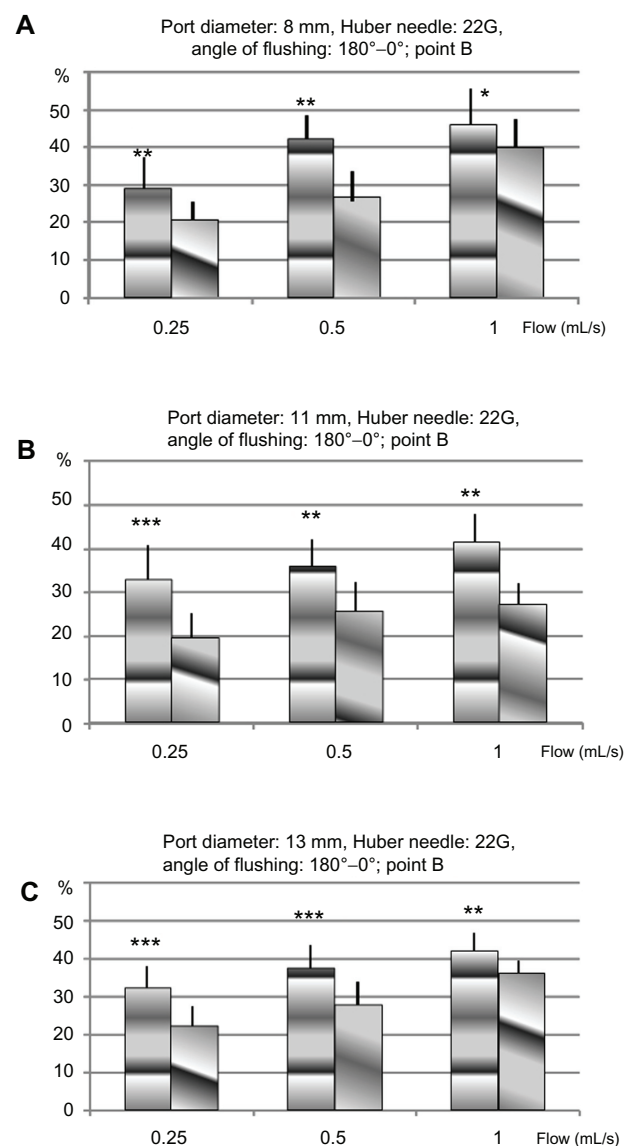 A
Port diameter: 8 mm, Huber needle: 22G,
angle of flushing: 180°–0°; point B
%
50
40
30
20
10
0
**
**
*
0.25 0.5 1 Flow (mL/s)
B
Port diameter: 11 mm, Huber needle: 22G,
angle of flushing: 180°–0°; point B
%
50
40
30
20
10
0
***
**
**
0.25 0.5 1 Flow (mL/s)
C
Port diameter: 13 mm, Huber needle: 22G,
angle of flushing: 180°–0°; point B
%
50
40
30
20
10
0
***
***
**
0.25 0.5 1 Flow (mL/s)